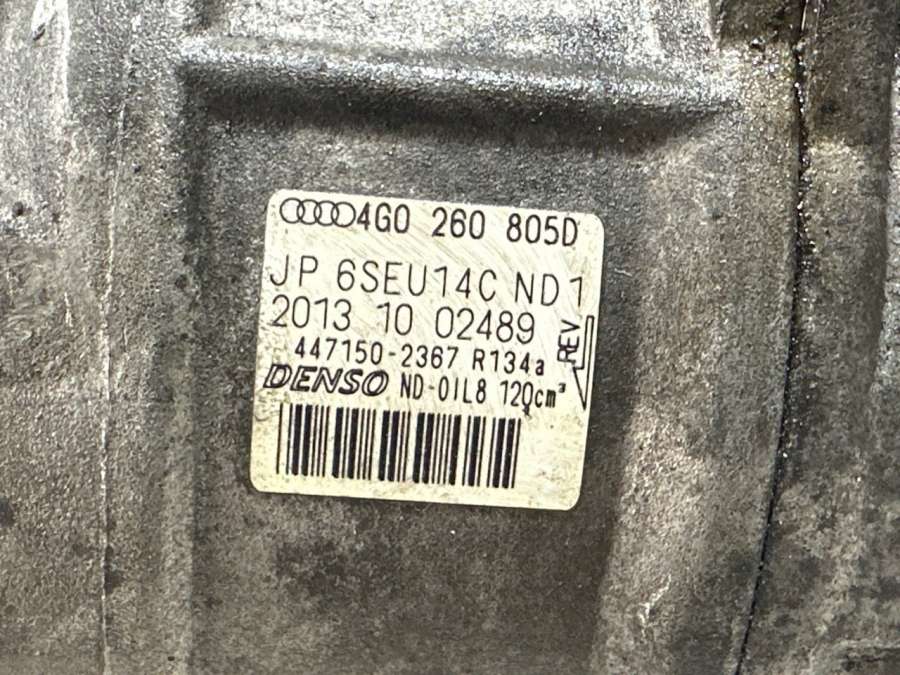 4G0 260 805D
JP 6SEU14C ND1
2013 10 02489
447150-2367 R134a
REV
DENSO ND-OIL8 120cm³